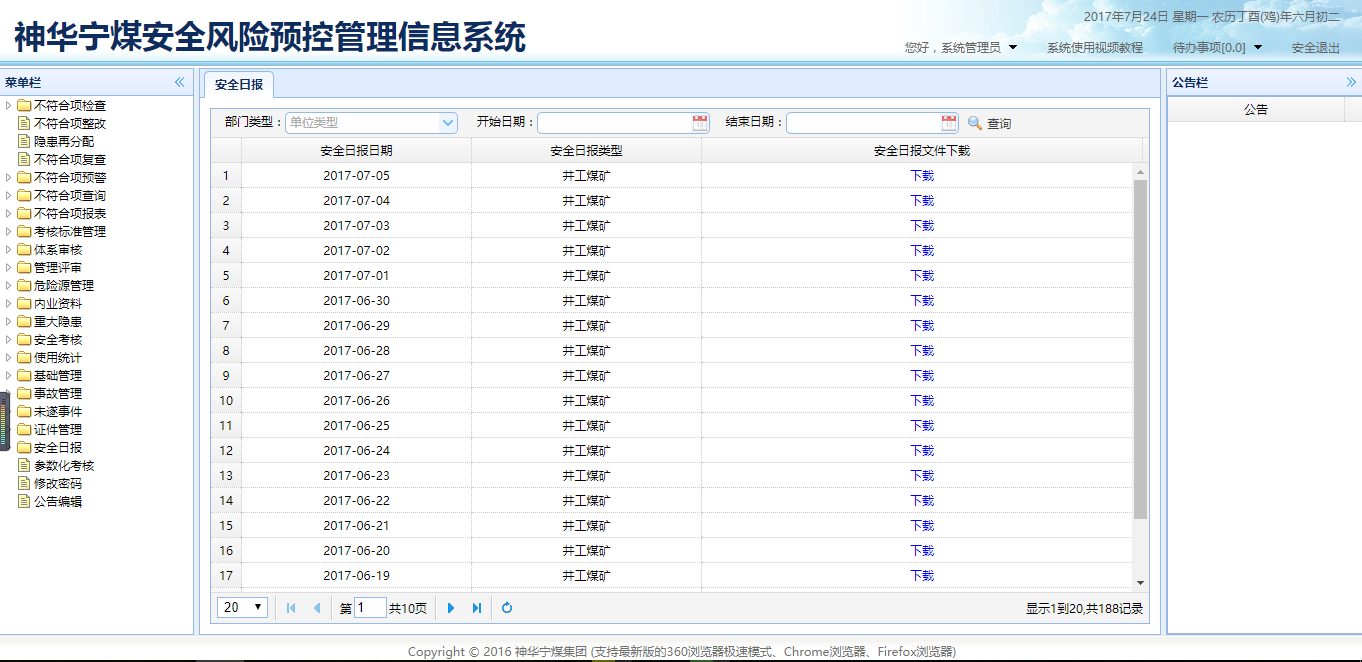 神华宁煤安全风险预控管理信息系统
2017年7月24日 星期一 农历丁酉(鸡)年六月初二
您好，系统管理员 系统使用视频教程 待办事项[0.0] 安全退出
菜单栏
不符合项检查
不符合项整改
隐患再分配
不符合项复查
不符合项预警
不符合项查询
不符合项报表
考核标准管理
体系审核
管理评审
危险源管理
内业资料
重大隐患
安全考核
使用统计
基础管理
事故管理
未遂事件
证件管理
安全日报
参数化考核
修改密码
公告编辑
安全日报
部门类型： 单位类型 开始日期： 结束日期： 查询
安全日报日期 安全日报类型 安全日报文件下载
1 2017-07-05 井工煤矿 下载
2 2017-07-04 井工煤矿 下载
3 2017-07-03 井工煤矿 下载
4 2017-07-02 井工煤矿 下载
5 2017-07-01 井工煤矿 下载
6 2017-06-30 井工煤矿 下载
7 2017-06-29 井工煤矿 下载
8 2017-06-28 井工煤矿 下载
9 2017-06-27 井工煤矿 下载
10 2017-06-26 井工煤矿 下载
11 2017-06-25 井工煤矿 下载
12 2017-06-24 井工煤矿 下载
13 2017-06-23 井工煤矿 下载
14 2017-06-22 井工煤矿 下载
15 2017-06-21 井工煤矿 下载
16 2017-06-20 井工煤矿 下载
17 2017-06-19 井工煤矿 下载
20 第 1 共10页 显示1到20,共188记录
公告栏
公告
Copyright © 2016 神华宁煤集团 (支持最新版的360浏览器极速模式、Chrome浏览器、Firefox浏览器)